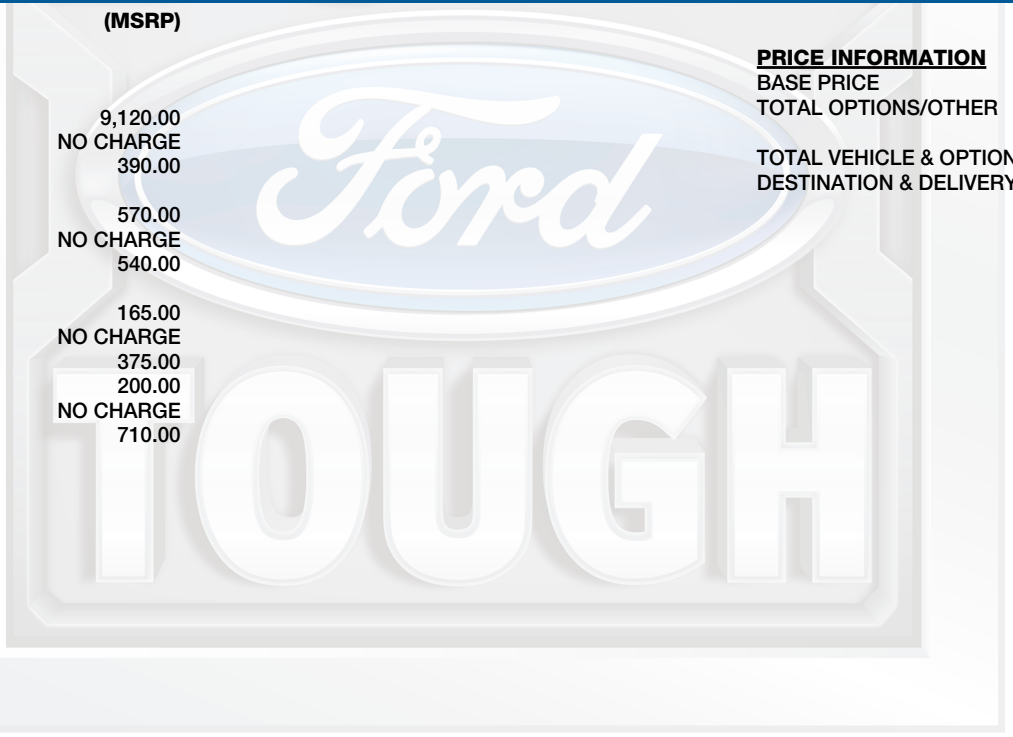 (MSRP)
9,120.00
NO CHARGE
390.00
570.00
NO CHARGE
540.00
165.00
NO CHARGE
375.00
200.00
NO CHARGE
710.00
PRICE INFORMATION
BASE PRICE
TOTAL OPTIONS/OTHER
TOTAL VEHICLE & OPTION
DESTINATION & DELIVERY
Ford
TOUGH